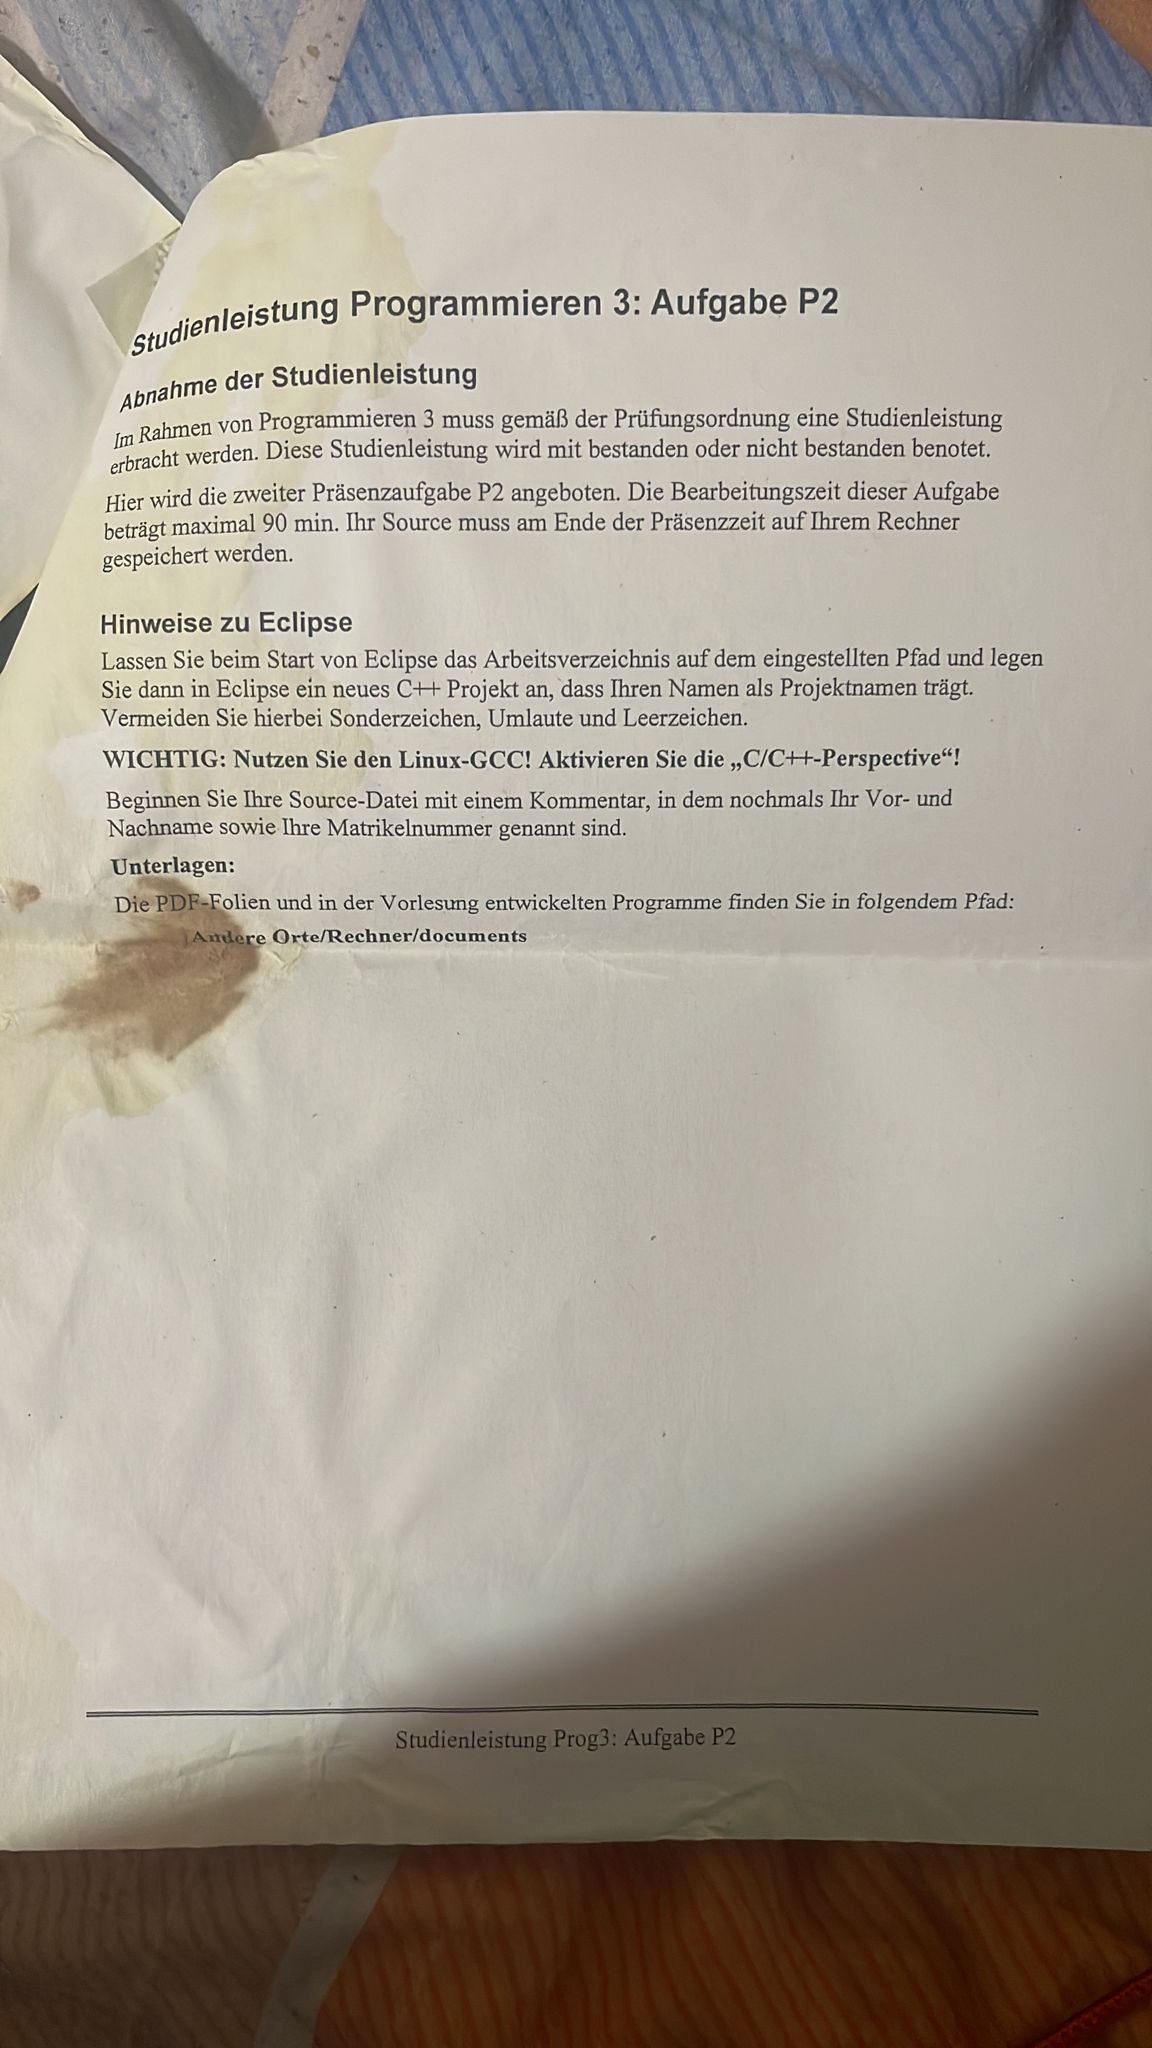 Studienleistung Programmieren 3: Aufgabe P2
Abnahme der Studienleistung
Im Rahmen von Programmieren 3 muss gemäß der Prüfungsordnung eine Studienleistung
erbracht werden. Diese Studienleistung wird mit bestanden oder nicht bestanden benotet.
Hier wird die zweiter Präsenzaufgabe P2 angeboten. Die Bearbeitungszeit dieser Aufgabe
beträgt maximal 90 min. Ihr Source muss am Ende der Präsenzzeit auf Ihrem Rechner
gespeichert werden.
Hinweise zu Eclipse
Lassen Sie beim Start von Eclipse das Arbeitsverzeichnis auf dem eingestellten Pfad und legen
Sie dann in Eclipse ein neues C++ Projekt an, dass Ihren Namen als Projektnamen trägt.
Vermeiden Sie hierbei Sonderzeichen, Umlaute und Leerzeichen.
WICHTIG: Nutzen Sie den Linux-GCC! Aktivieren Sie die „C/C++-Perspective“!
Beginnen Sie Ihre Source-Datei mit einem Kommentar, in dem nochmals Ihr Vor- und
Nachname sowie Ihre Matrikelnummer genannt sind.
Unterlagen:
Die PDF-Folien und in der Vorlesung entwickelten Programme finden Sie in folgendem Pfad:
Andere Orte/Rechner/documents
Studienleistung Prog3: Aufgabe P2